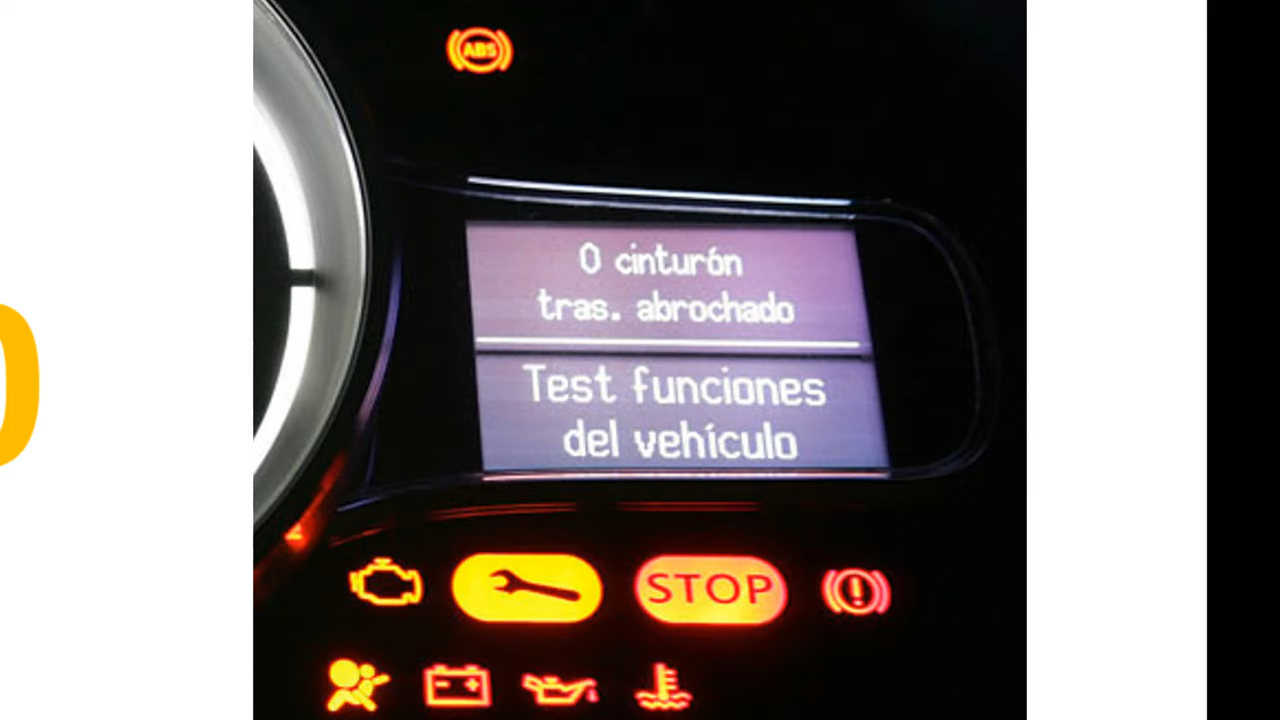 ABS
0 cinturón
tras. abrochado
Test funciones
del vehículo
STOP